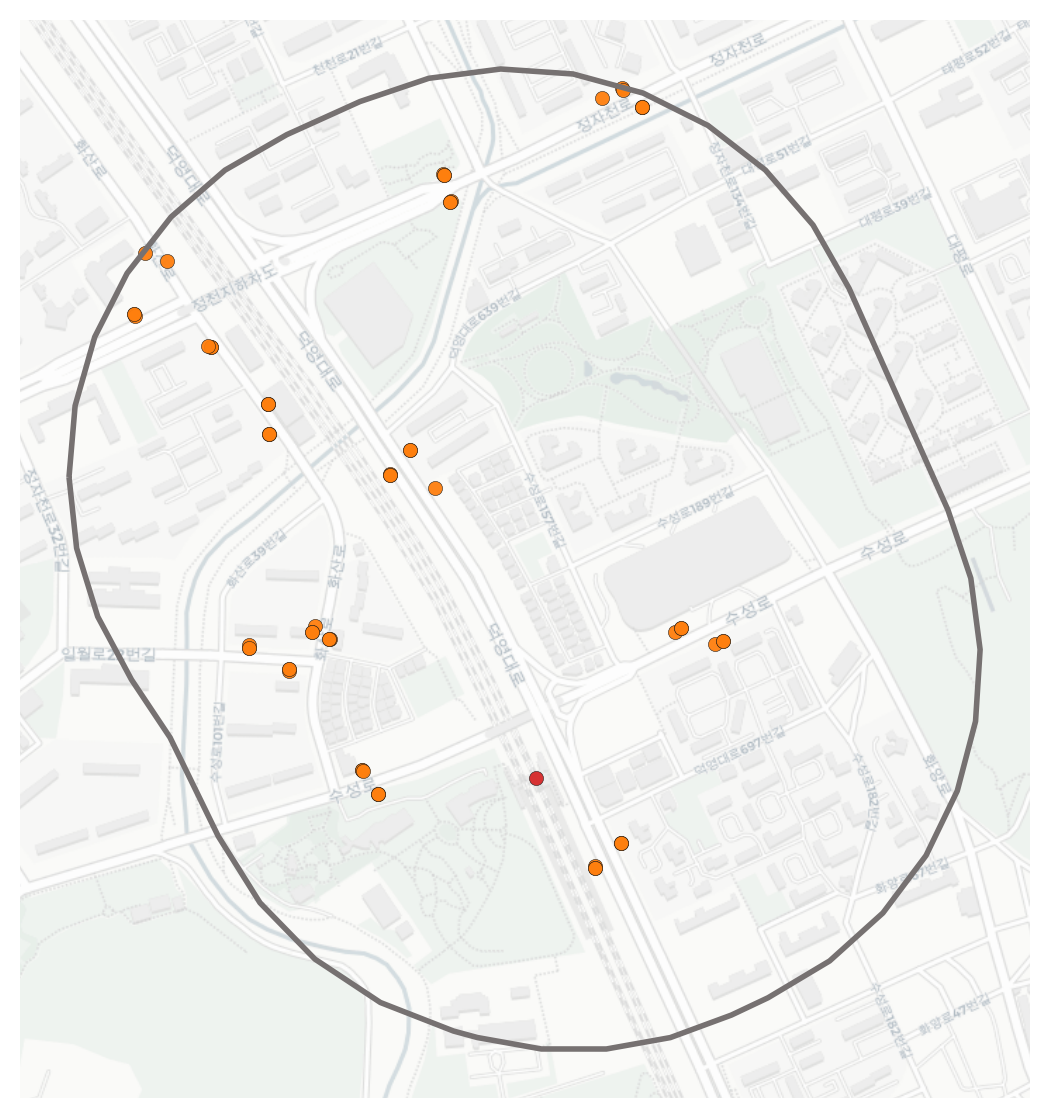 천천로21번길
정자천로
태평로52번길
화산로
덕영대로
정자천로
대평로51번길
정자천로134번길
대평로39번길
대평로
정천지하차도
덕영대로639번길
덕영대로
정자천로32번길
수성로157번길
수성로189번길
수성로
화산로39번길
화산로
수성로
일월로22번길
덕영대로
수성로101번길
덕영대로697번길
수성로182번길
화양로
수성로
화양로37번길
수성로182번길
화양로47번길